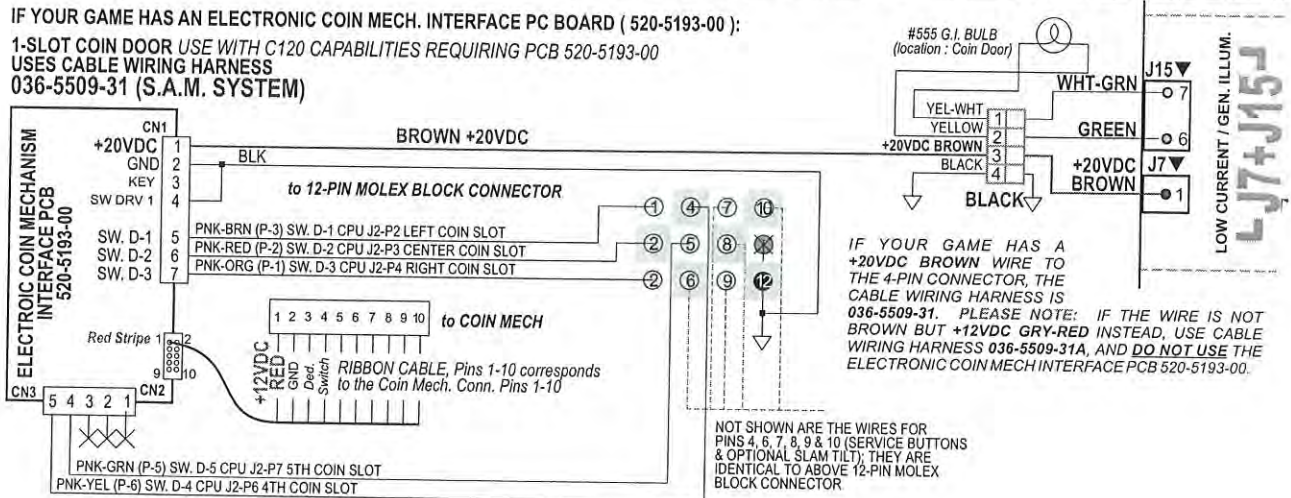 IF YOUR GAME HAS AN ELECTRONIC COIN MECH. INTERFACE PC BOARD ( 520-5193-00 ):
1-SLOT COIN DOOR USE WITH C120 CAPABILITIES REQUIRING PCB 520-5193-00
USES CABLE WIRING HARNESS
036-5509-31 (S.A.M. SYSTEM)
#555 G.I. BULB
(location : Coin Door)
WHT-GRN
YEL-WHT
YELLOW
+20VDC BROWN
BLACK
1
2
3
4
BLACK
GREEN
+20VDC
BROWN
J15▼
7
6
J7▼
1
LOW CURRENT / GEN. ILLUM.
J7+J15
ELECTROIC COIN MECHANISM
INTERFACE PCB
520-5193-00
CN1
+20VDC 1
GND 2
KEY 3
SW DRV 1 4
SW. D-1 5
SW. D-2 6
SW. D-3 7
BROWN +20VDC
BLK
to 12-PIN MOLEX BLOCK CONNECTOR
PNK-BRN (P-3) SW. D-1 CPU J2-P2 LEFT COIN SLOT
PNK-RED (P-2) SW. D-2 CPU J2-P3 CENTER COIN SLOT
PNK-ORG (P-1) SW. D-3 CPU J2-P4 RIGHT COIN SLOT
1 4 7 10
2 5 8
2 6 9 12
Red Stripe 1 2
9 10
CN2
CN3
5 4 3 2 1
1 2 3 4 5 6 7 8 9 10
to COIN MECH
+12VDC
RED
GND
Ded.
Switch
RIBBON CABLE, Pins 1-10 corresponds
to the Coin Mech. Conn. Pins 1-10
PNK-GRN (P-5) SW. D-5 CPU J2-P7 5TH COIN SLOT
PNK-YEL (P-6) SW. D-4 CPU J2-P6 4TH COIN SLOT
IF YOUR GAME HAS A
+20VDC BROWN WIRE TO
THE 4-PIN CONNECTOR, THE
CABLE WIRING HARNESS IS
036-5509-31. PLEASE NOTE: IF THE WIRE IS NOT
BROWN BUT +12VDC GRY-RED INSTEAD, USE CABLE
WIRING HARNESS 036-5509-31A, AND DO NOT USE THE
ELECTRONIC COIN MECH INTERFACE PCB 520-5193-00.
NOT SHOWN ARE THE WIRES FOR
PINS 4, 6, 7, 8, 9 & 10 (SERVICE BUTTONS
& OPTIONAL SLAM TILT); THEY ARE
IDENTICAL TO ABOVE 12-PIN MOLEX
BLOCK CONNECTOR